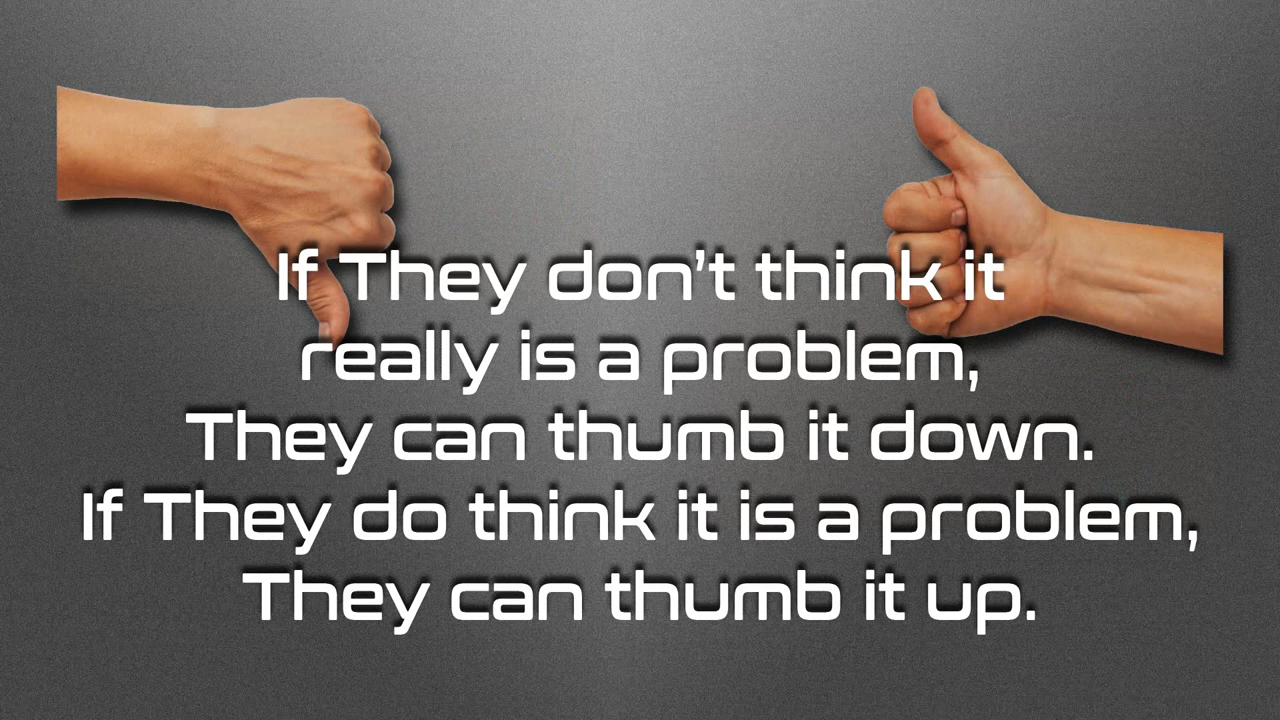 If They don't think it
really is a problem,
They can thumb it down.
If They do think it is a problem,
They can thumb it up.